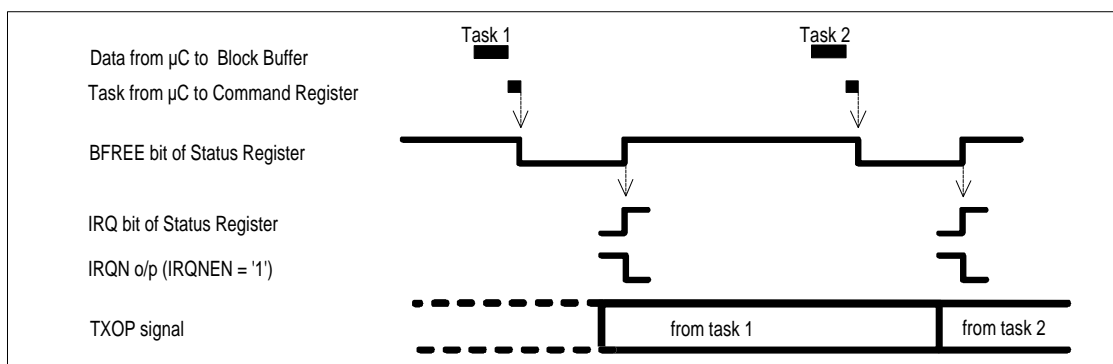 Task 1
Task 2
Data from µC to Block Buffer
Task from µC to Command Register
BFREE bit of Status Register
IRQ bit of Status Register
IRQN o/p (IRQNEN = '1')
TXOP signal
from task 1
from task 2